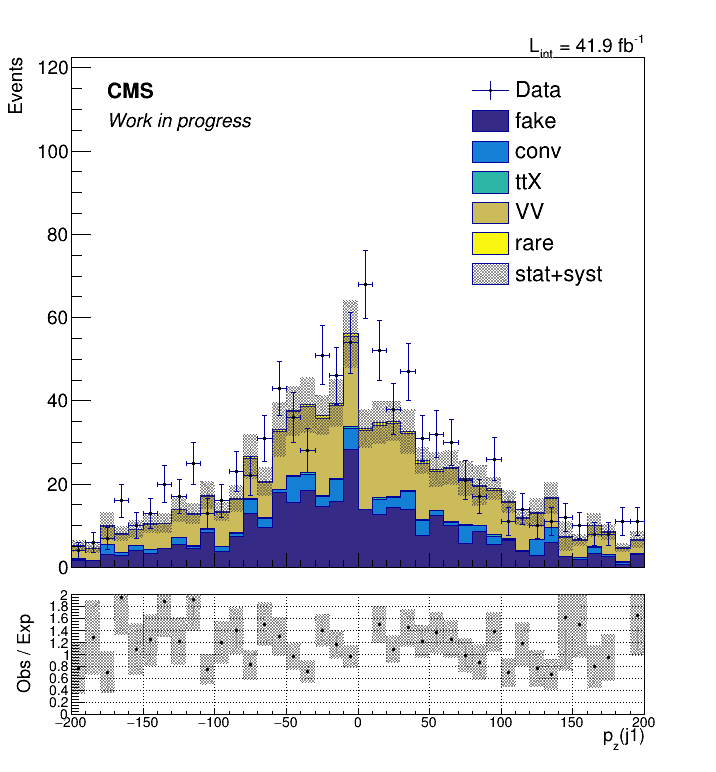 L_int = 41.9 fb^-1
Events
120
100
80
60
40
20
0
CMS
Work in progress
Data
fake
conv
ttX
VV
rare
stat+syst
Obs / Exp
2
1.8
1.6
1.4
1.2
1
0.8
0.6
0.4
0.2
0
−200 −150 −100 −50 0 50 100 150 200
p_z(j1)